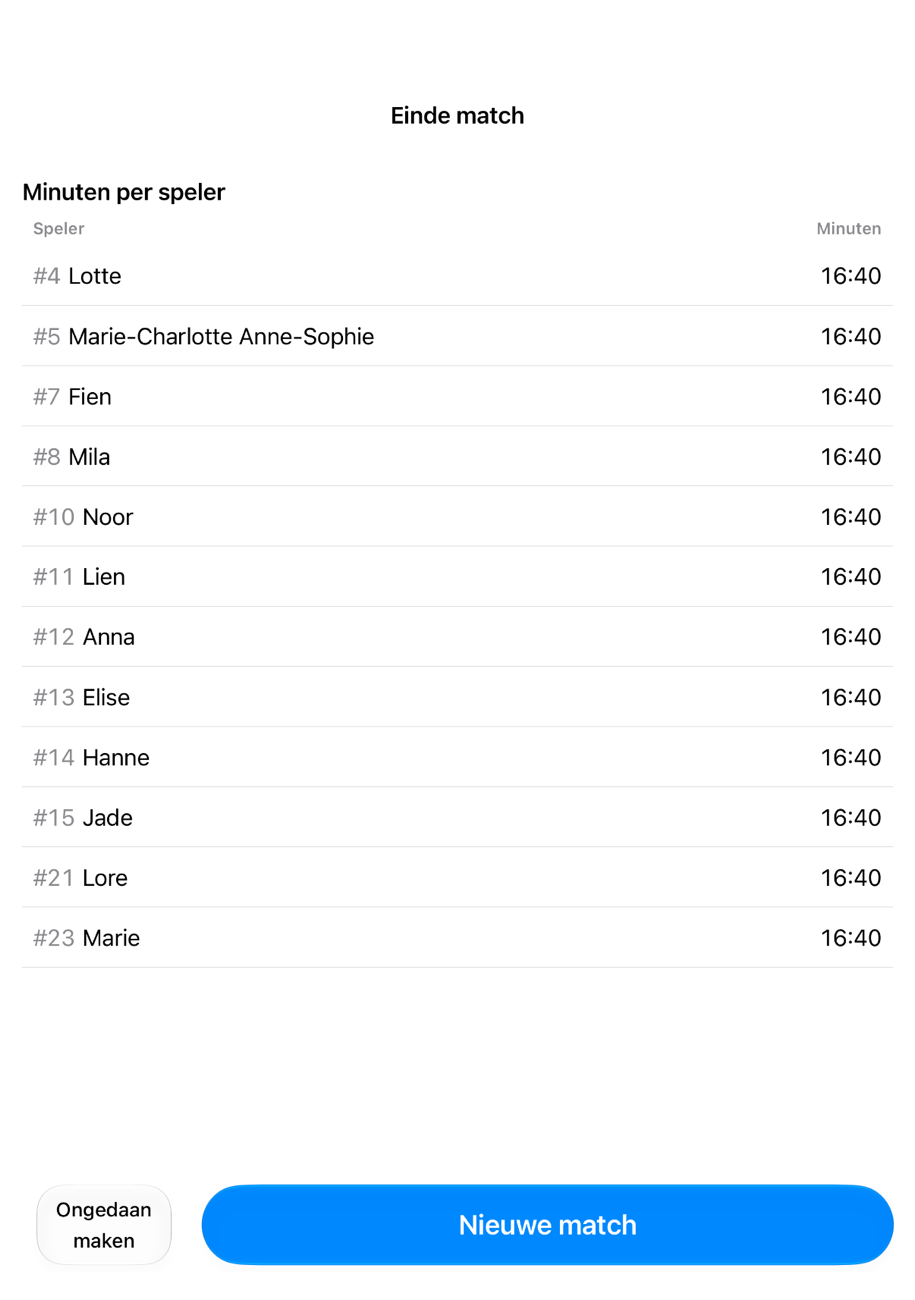 Einde match
Minuten per speler
Speler Minuten
#4 Lotte 16:40
#5 Marie-Charlotte Anne-Sophie 16:40
#7 Fien 16:40
#8 Mila 16:40
#10 Noor 16:40
#11 Lien 16:40
#12 Anna 16:40
#13 Elise 16:40
#14 Hanne 16:40
#15 Jade 16:40
#21 Lore 16:40
#23 Marie 16:40
Ongedaan
maken
Nieuwe match